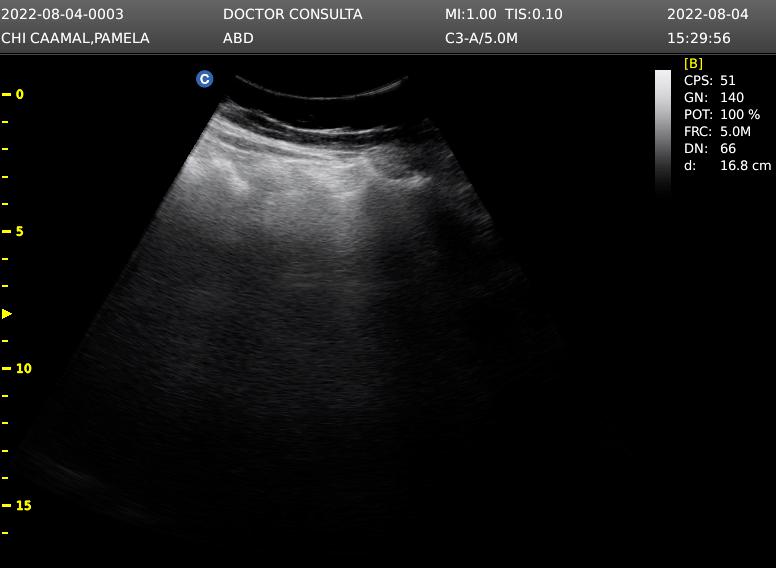 2022-08-04-0003 DOCTOR CONSULTA MI:1.00 TIS:0.10 2022-08-04
CHI CAAMAL,PAMELA ABD C3-A/5.0M 15:29:56
C
[B]
CPS: 51
GN: 140
POT: 100 %
FRC: 5.0M
DN: 66
d: 16.8 cm
0
5
10
15